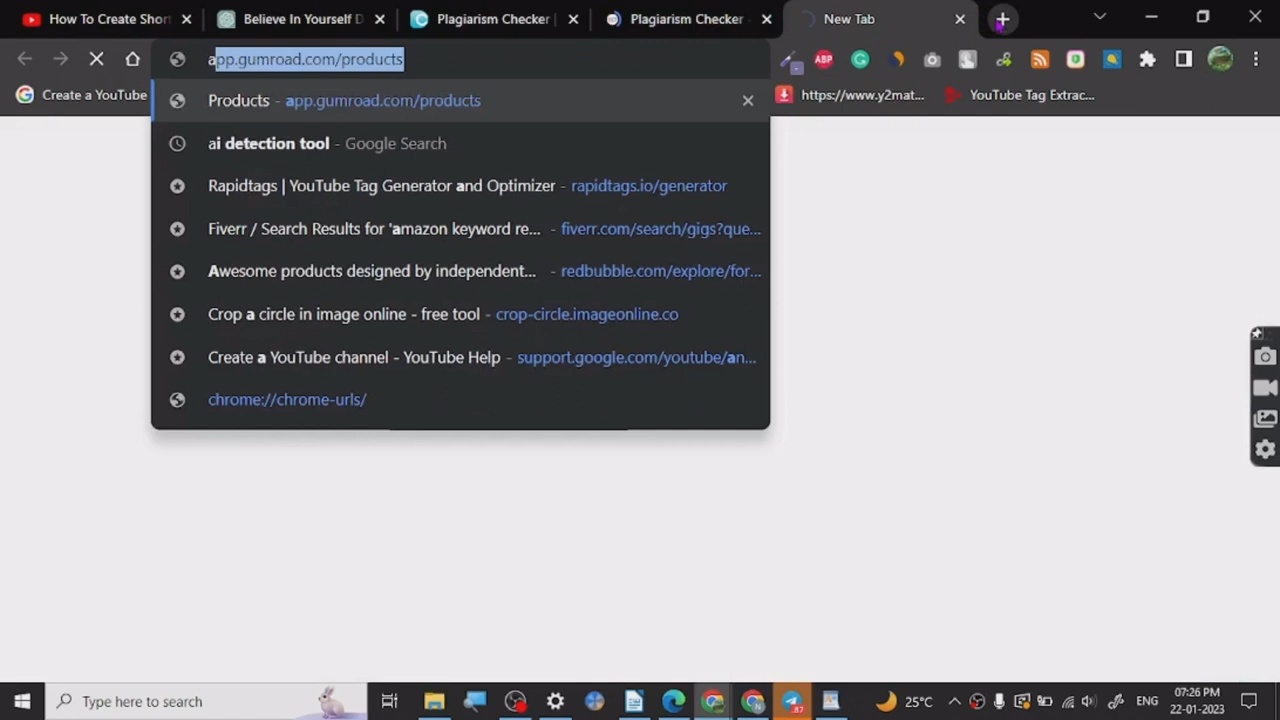 How To Create Short
Believe In Yourself D
Plagiarism Checker
Plagiarism Checker -
New Tab
app.gumroad.com/products
ABP
Create a YouTube
https://www.y2mat...
YouTube Tag Extrac...
Products - app.gumroad.com/products
ai detection tool - Google Search
Rapidtags | YouTube Tag Generator and Optimizer - rapidtags.io/generator
Fiverr / Search Results for 'amazon keyword re... - fiverr.com/search/gigs?que...
Awesome products designed by independent... - redbubble.com/explore/for...
Crop a circle in image online - free tool - crop-circle.imageonline.co
Create a YouTube channel - YouTube Help - support.google.com/youtube/an...
chrome://chrome-urls/
Type here to search
87
25°C
ENG
07:26 PM
22-01-2023